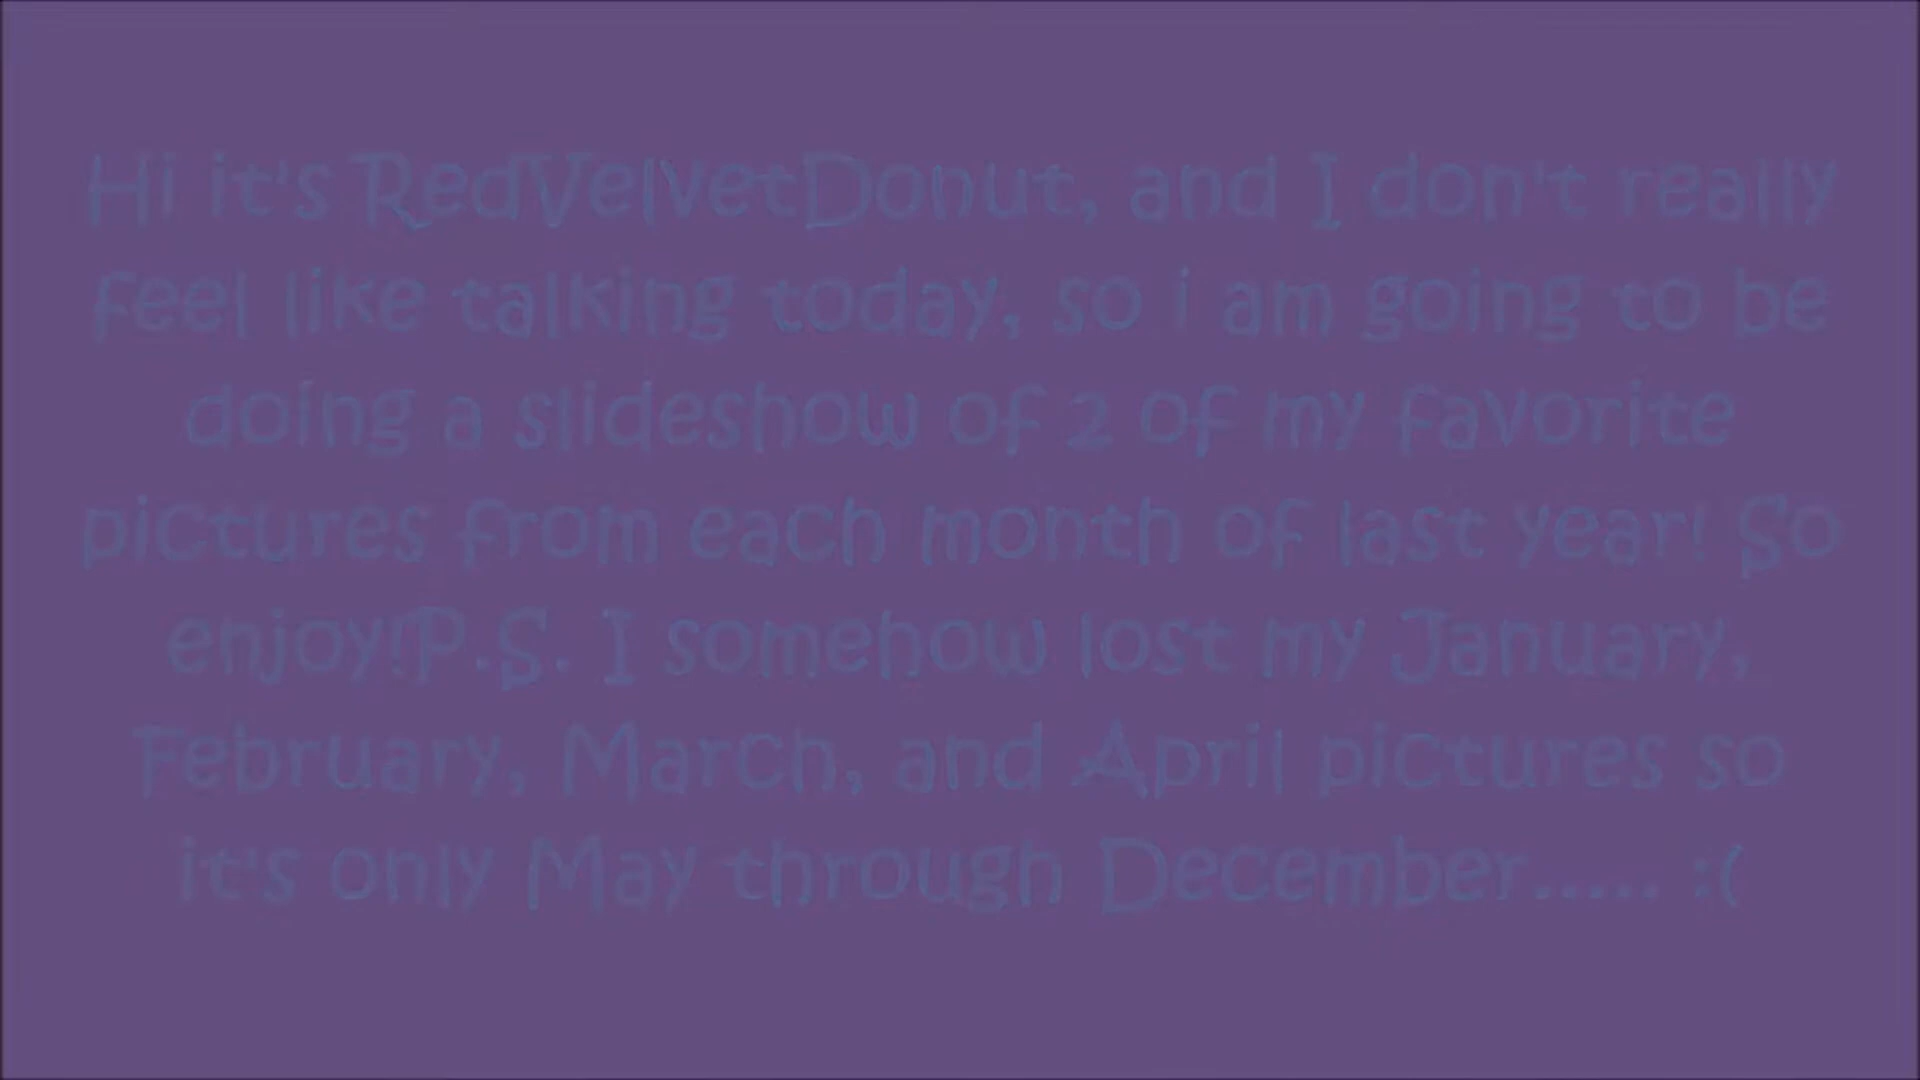 Hi it's RedVelvetDonut, and I don't really
feel like talking today, so i am going to be
doing a slideshow of 2 of my favorite
pictures from each month of last year! So
enjoy!P.S. I somehow lost my January,
February, March, and April pictures so
it's only May through December..... :(